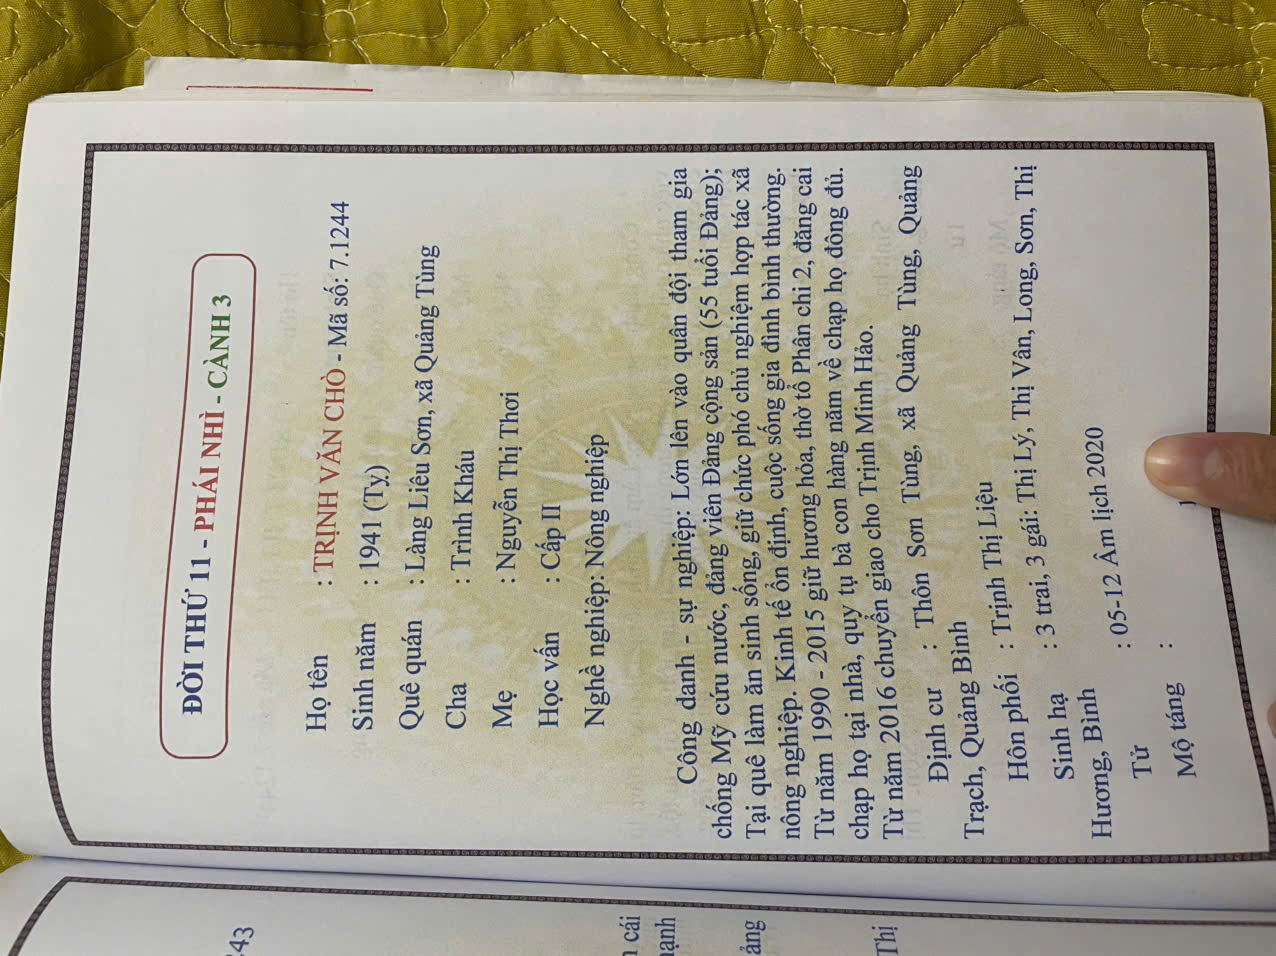 ĐỜI THỨ 11 - PHÁI NHÌ - CÀNH 3
Họ tên : TRỊNH VĂN CHÒ - Mã số: 7.1244
Sinh năm : 1941 (Tỵ)
Quê quán : Làng Liêu Sơn, xã Quảng Tùng
Cha : Trịnh Kháu
Mẹ : Nguyễn Thị Thơi
Học vấn : Cấp II
Nghề nghiệp: Nông nghiệp
Công danh - sự nghiệp: Lớn lên vào quân đội tham gia
chống Mỹ cứu nước, đảng viên Đảng cộng sản (55 tuổi Đảng);
Tại quê làm ăn sinh sống, giữ chức phó chủ nghiệm hợp tác xã
nông nghiệp. Kinh tế ổn định, cuộc sống gia đình bình thường.
Từ năm 1990 - 2015 giữ hương hỏa, thờ tổ Phân chi 2, đăng cai
chạp họ tại nhà, quy tụ bà con hàng năm về chạp họ đông đủ.
Từ năm 2016 chuyển giao cho Trịnh Minh Hảo.
Định cư : Thôn Sơn Tùng, xã Quảng Tùng, Quảng
Trạch, Quảng Bình
Hôn phối : Trịnh Thị Liệu
Sinh hạ : 3 trai, 3 gái: Thị Lý, Thị Vân, Long, Sơn, Thị
Hương, Bình
Tử : 05-12 Âm lịch 2020
Mộ táng :
243
cái
ảng
Thị